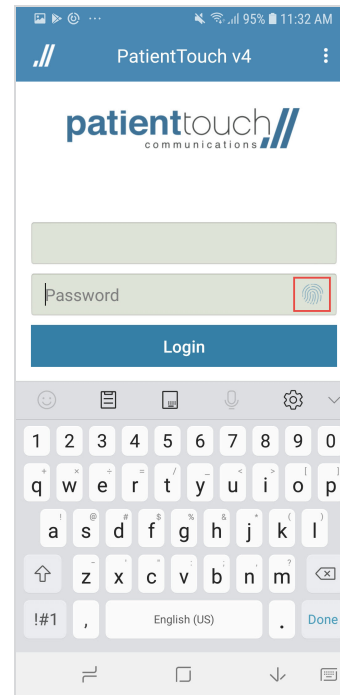 95% 11:32 AM
PatientTouch v4
patienttouch
communications
Password
Login
1 2 3 4 5 6 7 8 9 0
+ × ÷ = / _ < > [ ]
q w e r t y u i o p
! @ # $ % & * ( )
a s d f g h j k l
- ' " : ; , ?
z x c v b n m
!#1 , English (US) . Done